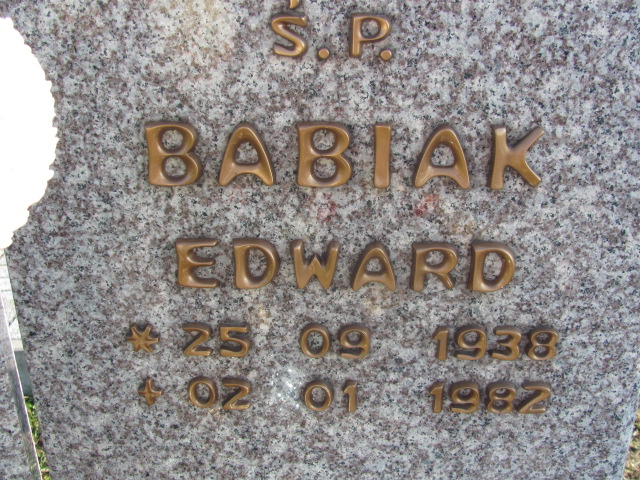 Ś.P.
BABIAK
EDWARD
* 25 09 1938
+ 02 01 1982